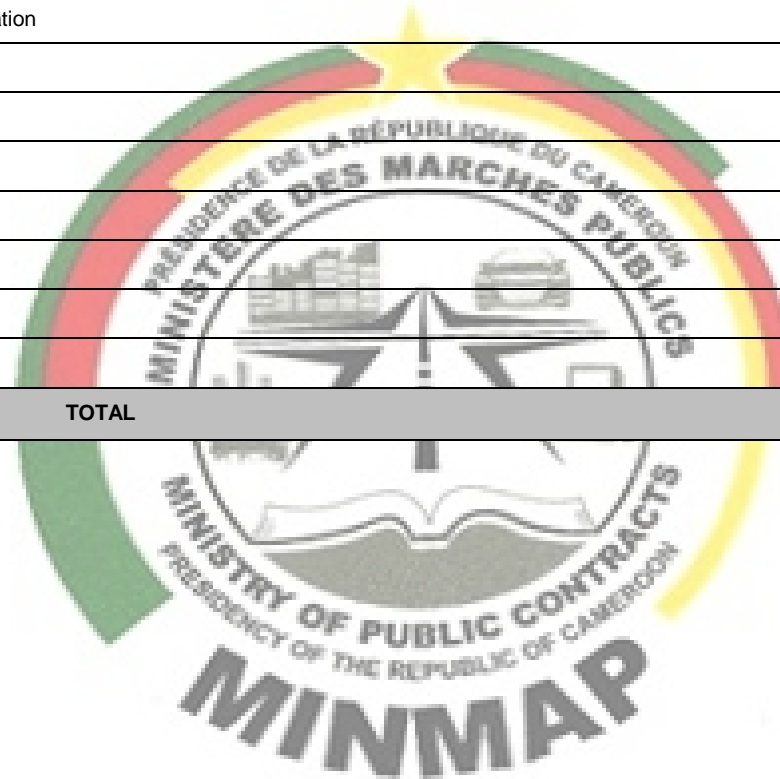 ation
PRÉSIDENCE DE LA RÉPUBLIQUE DU CAMEROUN
MINISTERE DES MARCHES PUBLICS
TOTAL
MINISTRY OF PUBLIC CONTRACTS
PRESIDENCY OF THE REPUBLIC OF CAMEROON
MINMAP